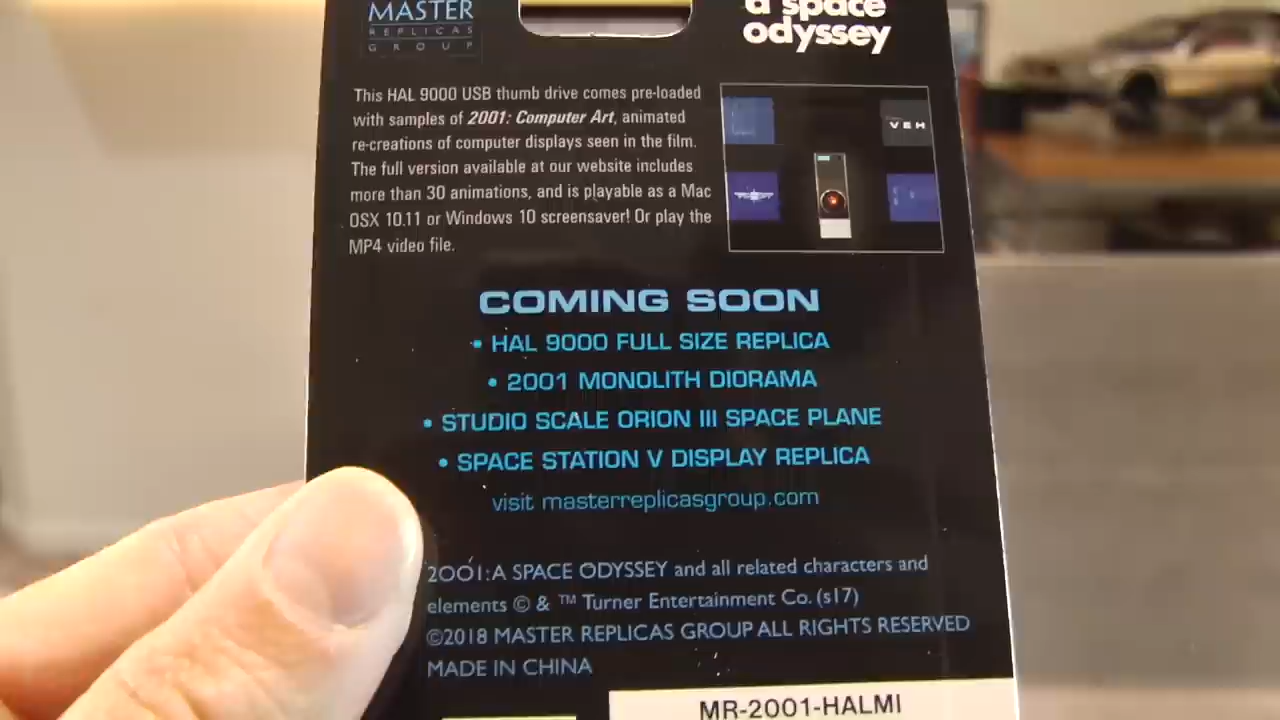 MASTER
REPLICAS
GROUP
a space
odyssey
This HAL 9000 USB thumb drive comes pre-loaded
with samples of 2001: Computer Art, animated
re-creations of computer displays seen in the film.
The full version available at our website includes
more than 30 animations, and is playable as a Mac
OSX 10.11 or Windows 10 screensaver! Or play the
MP4 video file.
VEH
COMING SOON
• HAL 9000 FULL SIZE REPLICA
• 2001 MONOLITH DIORAMA
• STUDIO SCALE ORION III SPACE PLANE
• SPACE STATION V DISPLAY REPLICA
visit masterreplicasgroup.com
2001: A SPACE ODYSSEY and all related characters and
elements © & ™ Turner Entertainment Co. (s17)
©2018 MASTER REPLICAS GROUP ALL RIGHTS RESERVED
MADE IN CHINA
MR-2001-HALMI